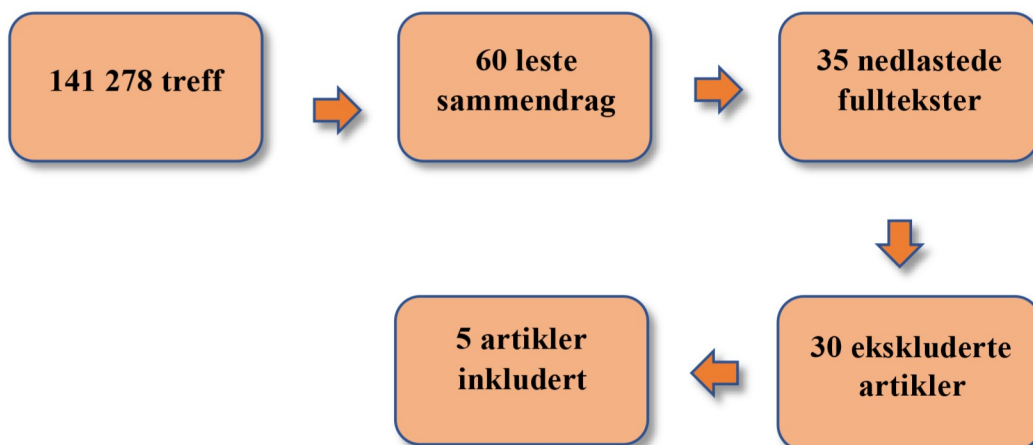 141 278 treff
60 leste
sammendrag
35 nedlastede
fulltekster
30 ekskluderte
artikler
5 artikler
inkludert